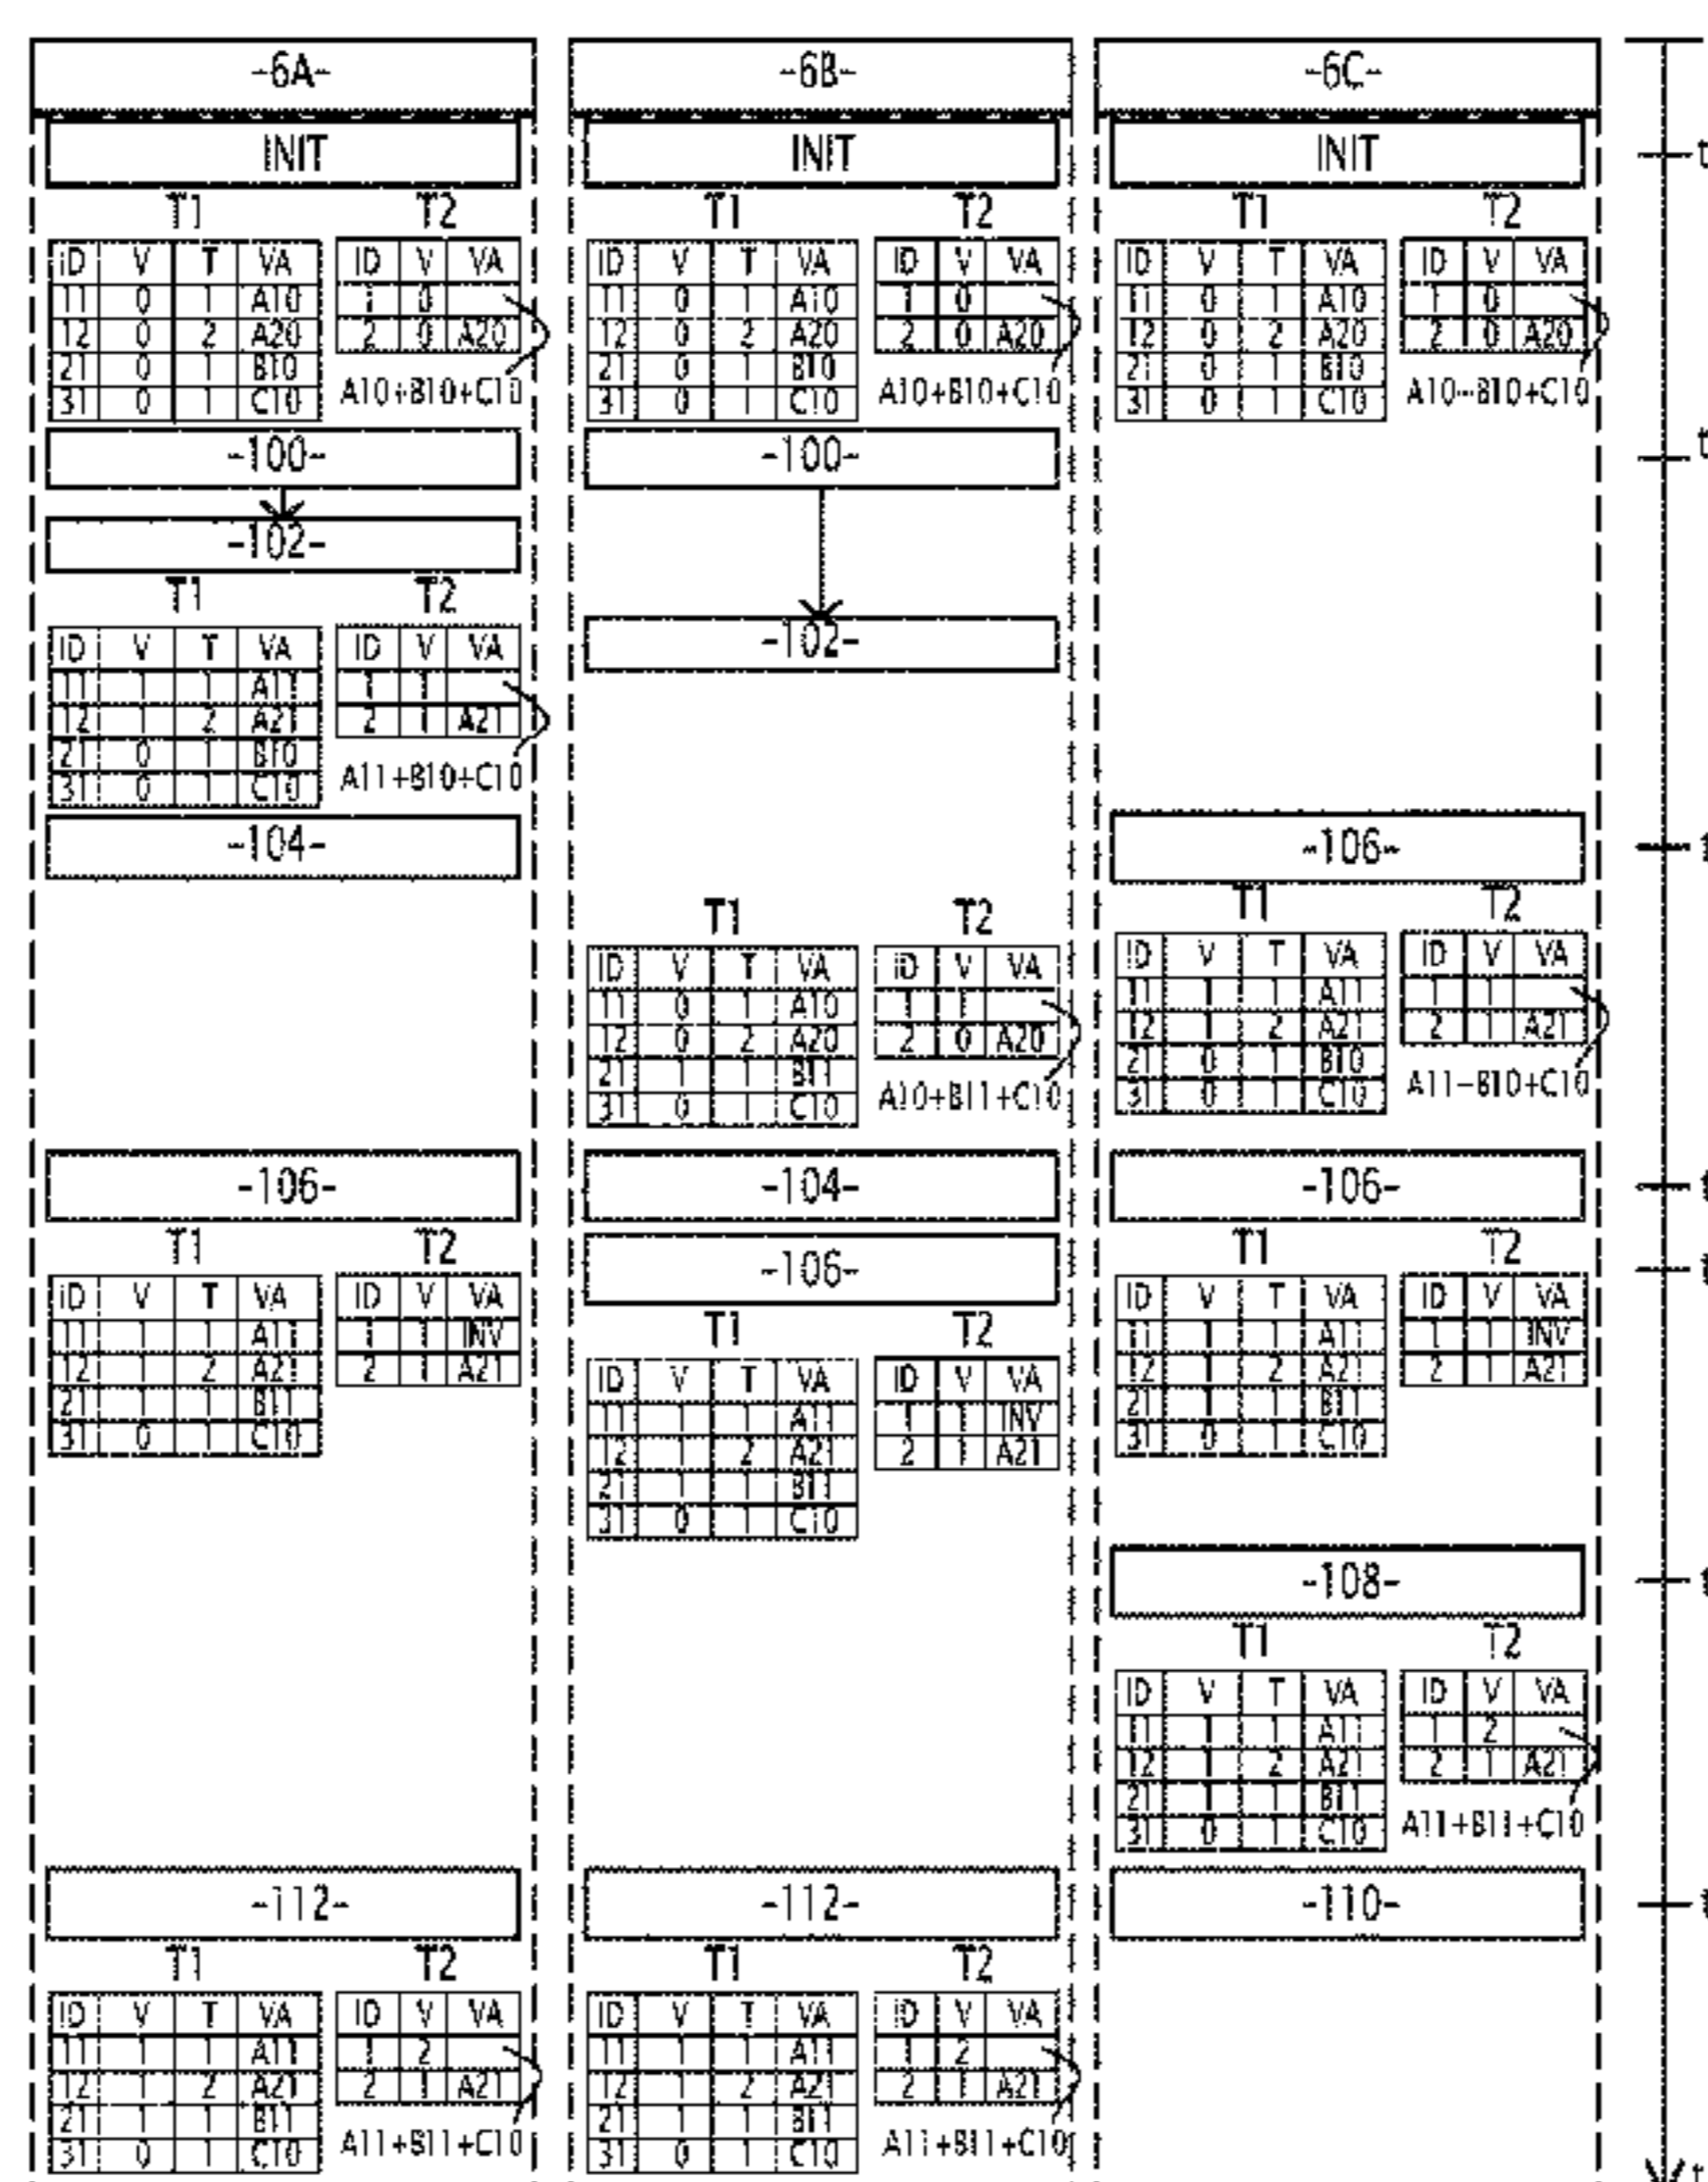 -6A- -6B- -6C-
INIT INIT INIT
t
T1 T2 T1 T2 T1 T2
ID V T VA ID V VA ID V T VA ID V VA ID V T VA ID V VA
11 0 1 A10 1 0 11 0 1 A10 1 0 11 0 1 A10 1 0
12 0 2 A20 2 0 A20 12 0 2 A20 2 0 A20 12 0 2 A20 2 0 A20
21 0 1 B10 21 0 1 B10 21 0 1 B10
31 0 1 C10 A10+B10+C10 31 0 1 C10 A10+B10+C10 31 0 1 C10 A10+B10+C10
-100- -100- t
-102-
T1 T2
-102-
ID V T VA ID V VA
11 1 1 A11 1 1
12 1 2 A21 2 1 A21
21 0 1 B10
31 0 1 C10 A11+B10+C10
-104- -106- t
T1 T2 T1 T2
ID V T VA ID V VA ID V T VA ID V VA
11 0 1 A10 1 1 11 1 1 A11 1 1
12 0 2 A20 2 0 A20 12 1 2 A21 2 1 A21
21 1 1 B11 21 0 1 B10
31 0 1 C10 A10+B11+C10 31 0 1 C10 A11+B10+C10
-106- -104- -106- t
T1 T2 T1 T2
-106- t
ID V T VA ID V VA ID V T VA ID V VA
11 1 1 A11 1 1 INV 11 1 1 A11 1 1 INV
12 1 2 A21 2 1 A21 12 1 2 A21 2 1 A21
21 1 1 B11 21 1 1 B11
31 0 1 C10 31 0 1 C10
T1 T2
ID V T VA ID V VA
11 1 1 A11 1 1 INV
12 1 2 A21 2 1 A21
21 1 1 B11
31 0 1 C10
-108- t
T1 T2
ID V T VA ID V VA
11 1 1 A11 1 2
12 1 2 A21 2 1 A21
21 1 1 B11
31 0 1 C10 A11+B11+C10
-112- -112- -110- t
T1 T2 T1 T2
ID V T VA ID V VA ID V T VA ID V VA
11 1 1 A11 1 2 11 1 1 A11 1 2
12 1 2 A21 2 1 A21 12 1 2 A21 2 1 A21
21 1 1 B11 21 1 1 B11
31 0 1 C10 A11+B11+C10 31 0 1 C10 A11+B11+C10
t